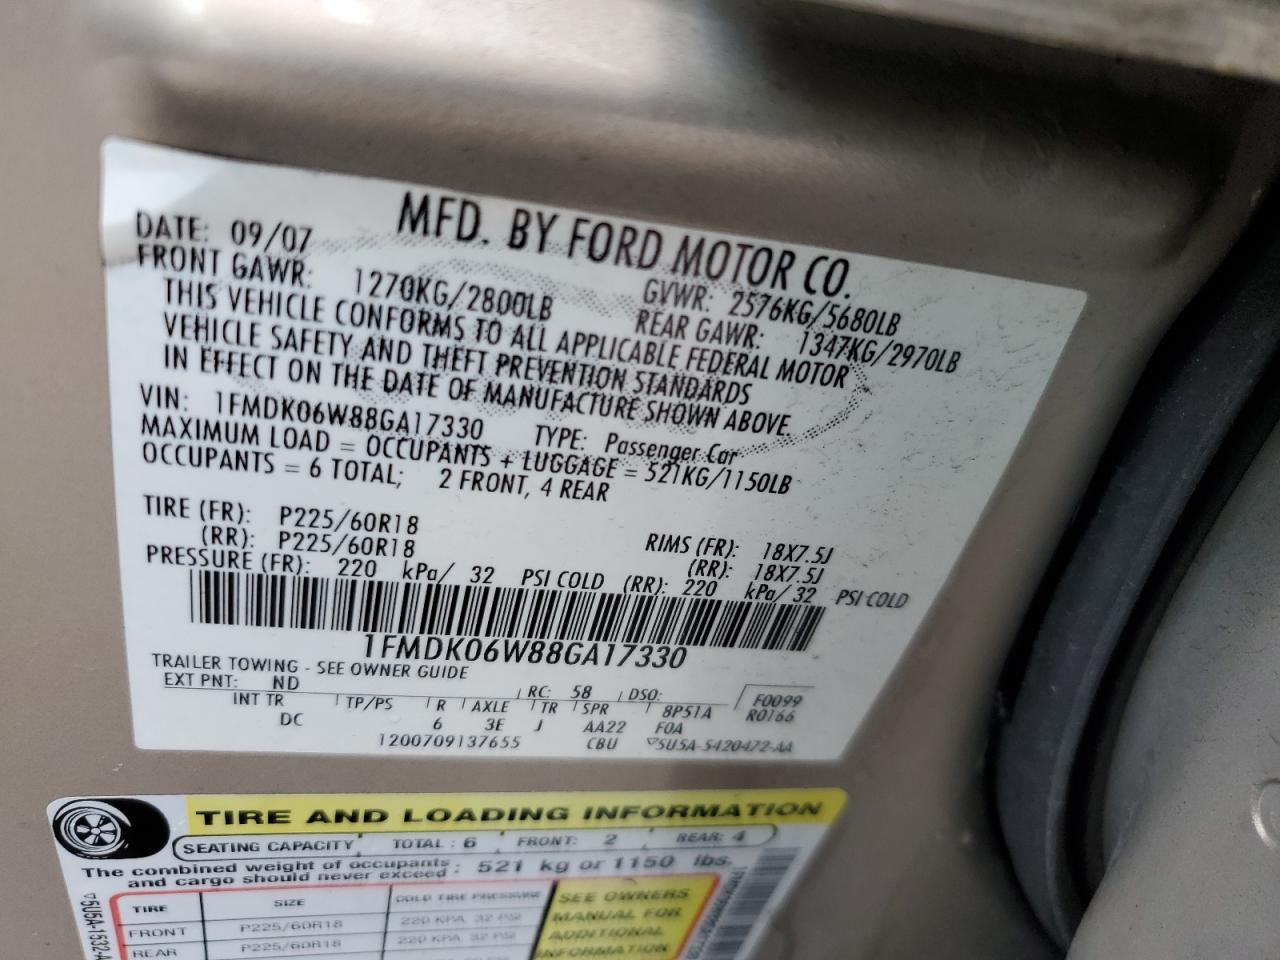 MFD. BY FORD MOTOR CO.
DATE: 09/07 GVWR: 2576KG/5680LB
FRONT GAWR: 1270KG/2800LB REAR GAWR: 1347KG/2970LB
THIS VEHICLE CONFORMS TO ALL APPLICABLE FEDERAL MOTOR
VEHICLE SAFETY AND THEFT PREVENTION STANDARDS
IN EFFECT ON THE DATE OF MANUFACTURE SHOWN ABOVE.
VIN: 1FMDK06W88GA17330 TYPE: Passenger Car
MAXIMUM LOAD = OCCUPANTS + LUGGAGE = 521KG/1150LB
OCCUPANTS = 6 TOTAL; 2 FRONT, 4 REAR
TIRE (FR): P225/60R18 RIMS (FR): 18X7.5J
(RR): P225/60R18 (RR): 18X7.5J
PRESSURE (FR): 220 kPa/ 32 PSI COLD (RR): 220 kPa/ 32 PSI COLD
1FMDK06W88GA17330
TRAILER TOWING - SEE OWNER GUIDE
EXT PNT: ND RC: 58 DSO: F0099
INT TR TP/PS R AXLE TR SPR 8P51A R0166
DC 6 3E J AA22 F0A
1200709137655 CBU ▽5U5A-5420472-AA
TIRE AND LOADING INFORMATION
SEATING CAPACITY TOTAL : 6 FRONT: 2 REAR: 4
The combined weight of occupants : 521 kg or 1150 lbs.
and cargo should never exceed :
TIRE SIZE COLD TIRE PRESSURE SEE OWNERS
FRONT P225/60R18 220 KPA, 32 PSI MANUAL FOR
REAR P225/60R18 220 KPA, 32 PSI ADDITIONAL
INFORMATION
▽5U5A-1532-A